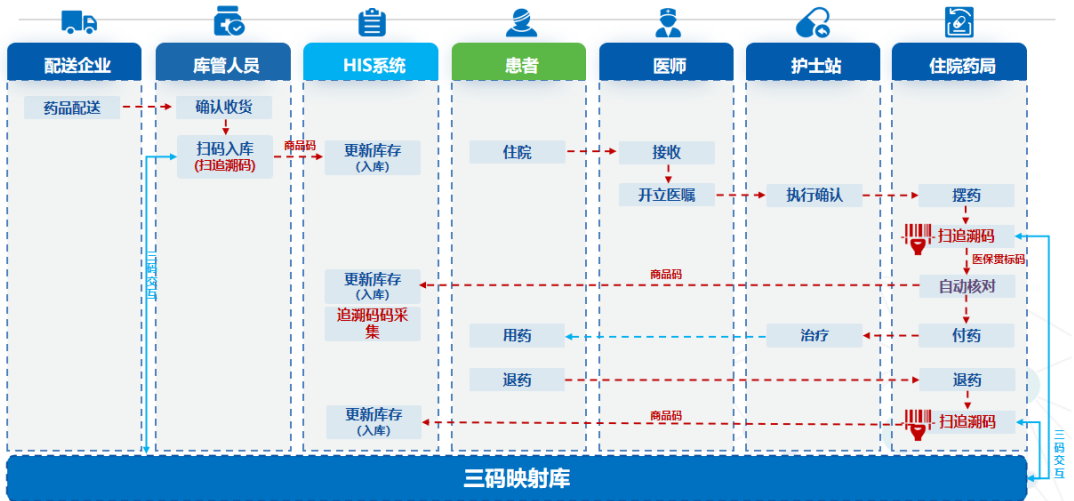 配送企业
库管人员
HIS系统
患者
医师
护士站
住院药局
药品配送
确认收货
扫码入库
(扫追溯码)
商品码
更新库存
(入库)
住院
接收
开立医嘱
执行确认
摆药
扫追溯码
医保贯标码
三码交互
更新库存
(入库)
商品码
自动核对
追溯码码采
集
用药
治疗
付药
退药
退药
更新库存
(入库)
商品码
扫追溯码
三码交互
三码映射库